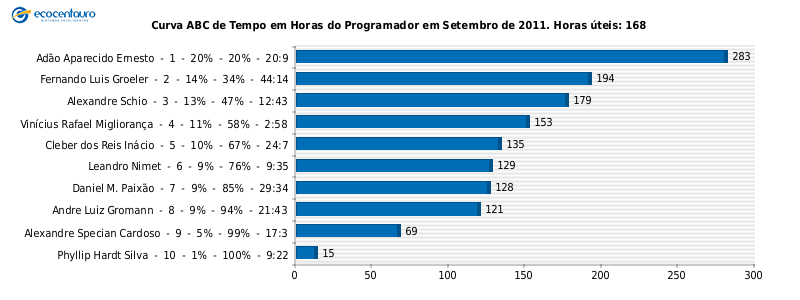 ecocentauro
Curva ABC de Tempo em Horas do Programador em Setembro de 2011. Horas úteis: 168
Adão Aparecido Ernesto - 1 - 20% - 20% - 20:9 283
Fernando Luis Groeler - 2 - 14% - 34% - 44:14 194
Alexandre Schio - 3 - 13% - 47% - 12:43 179
Vinícius Rafael Migliorança - 4 - 11% - 58% - 2:58 153
Cleber dos Reis Inácio - 5 - 10% - 67% - 24:7 135
Leandro Nimet - 6 - 9% - 76% - 9:35 129
Daniel M. Paixão - 7 - 9% - 85% - 29:34 128
Andre Luiz Gromann - 8 - 9% - 94% - 21:43 121
Alexandre Specian Cardoso - 9 - 5% - 99% - 17:3 69
Phyllip Hardt Silva - 10 - 1% - 100% - 9:22 15
0 50 100 150 200 250 300